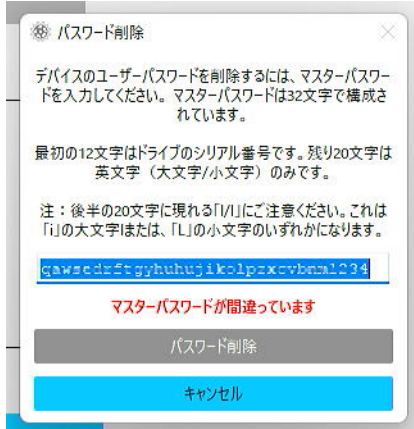 パスワード削除
デバイスのユーザーパスワードを削除するには、マスターパスワー
ドを入力してください。マスターパスワードは32文字で構成さ
れています。
最初の12文字はドライブのシリアル番号です。残り20文字は
英文字（大文字/小文字）のみです。
注：後半の20文字に現れる「I/l」にご注意ください。これは
「i」の大文字Iまたは、「L」の小文字のいずれかになります。
qawsedrftgyhuhujikolpzxcvbnm1234
マスターパスワードが間違っています
パスワード削除
キャンセル